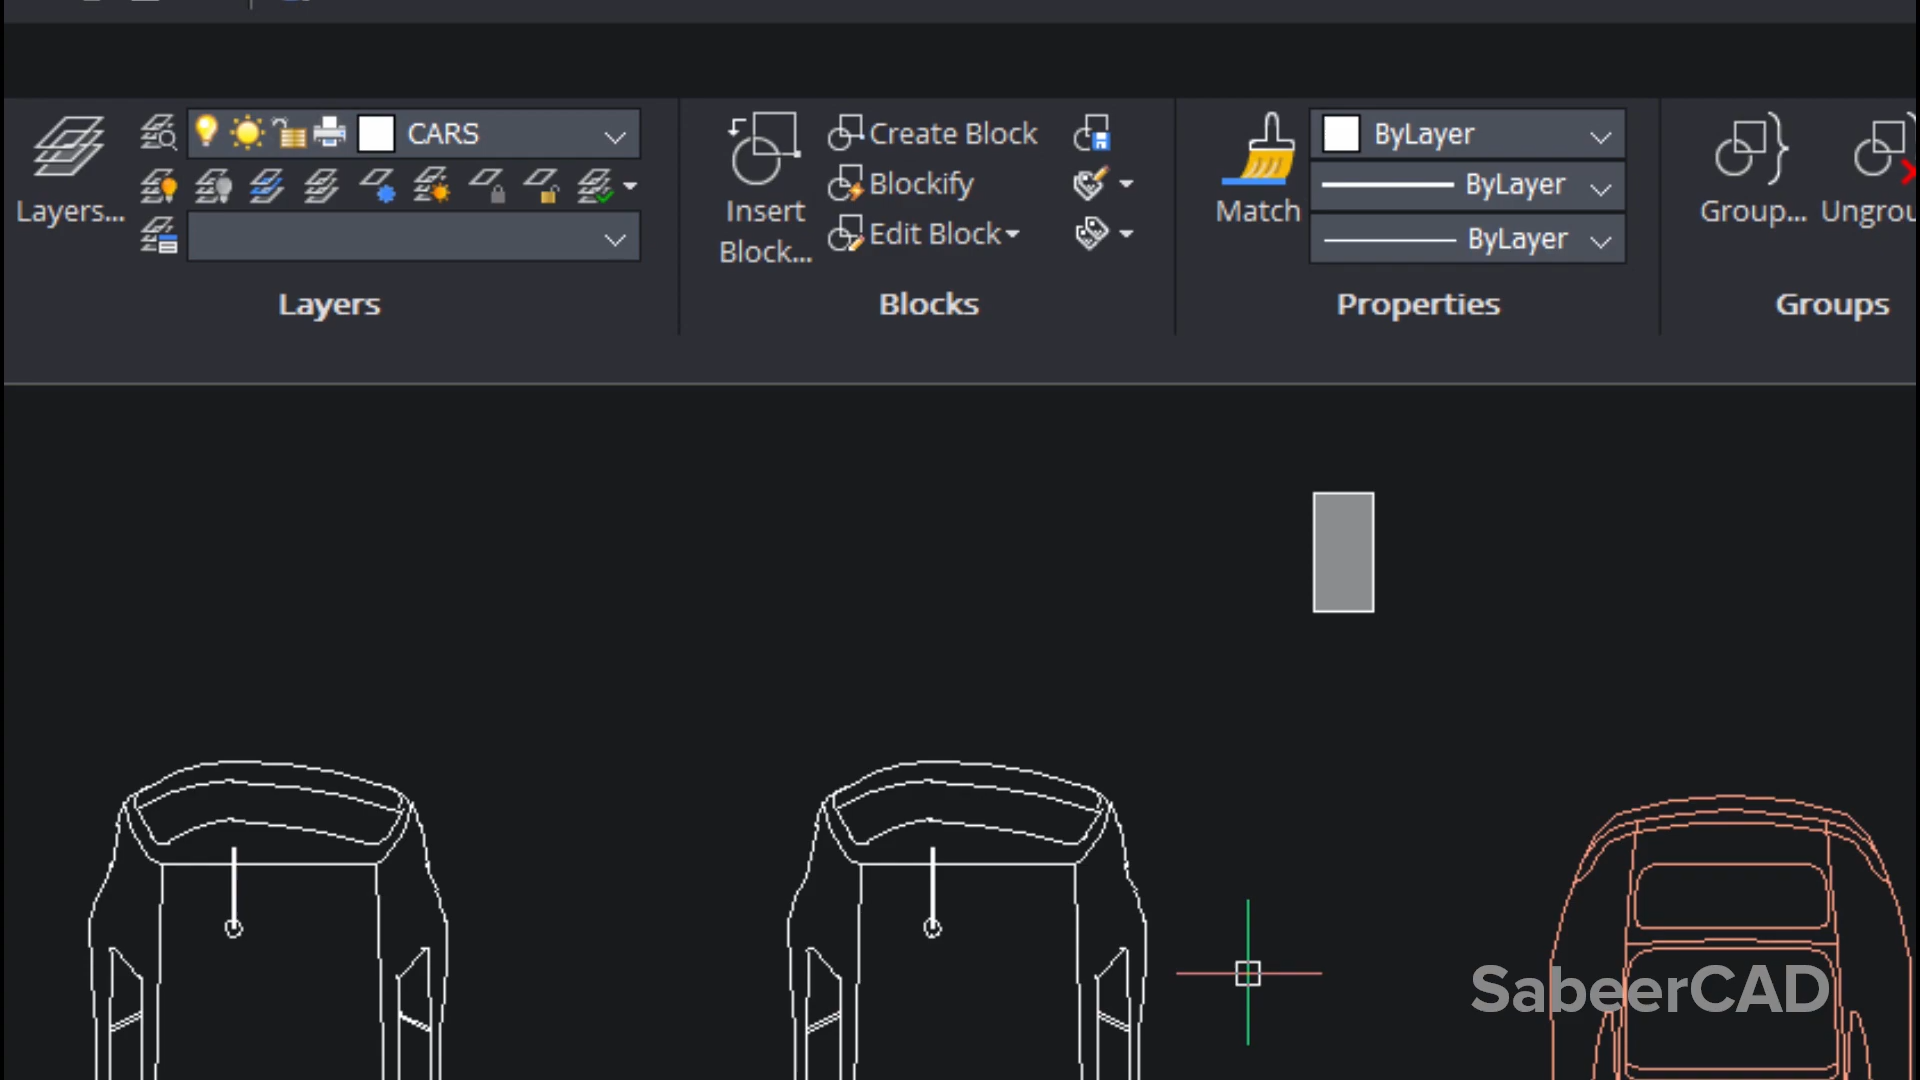 CARS
Layers...
Layers
Insert
Block...
Create Block
Blockify
Edit Block
Blocks
Match
ByLayer
ByLayer
ByLayer
Properties
Group...
Ungrou
Groups
SabeerCAD